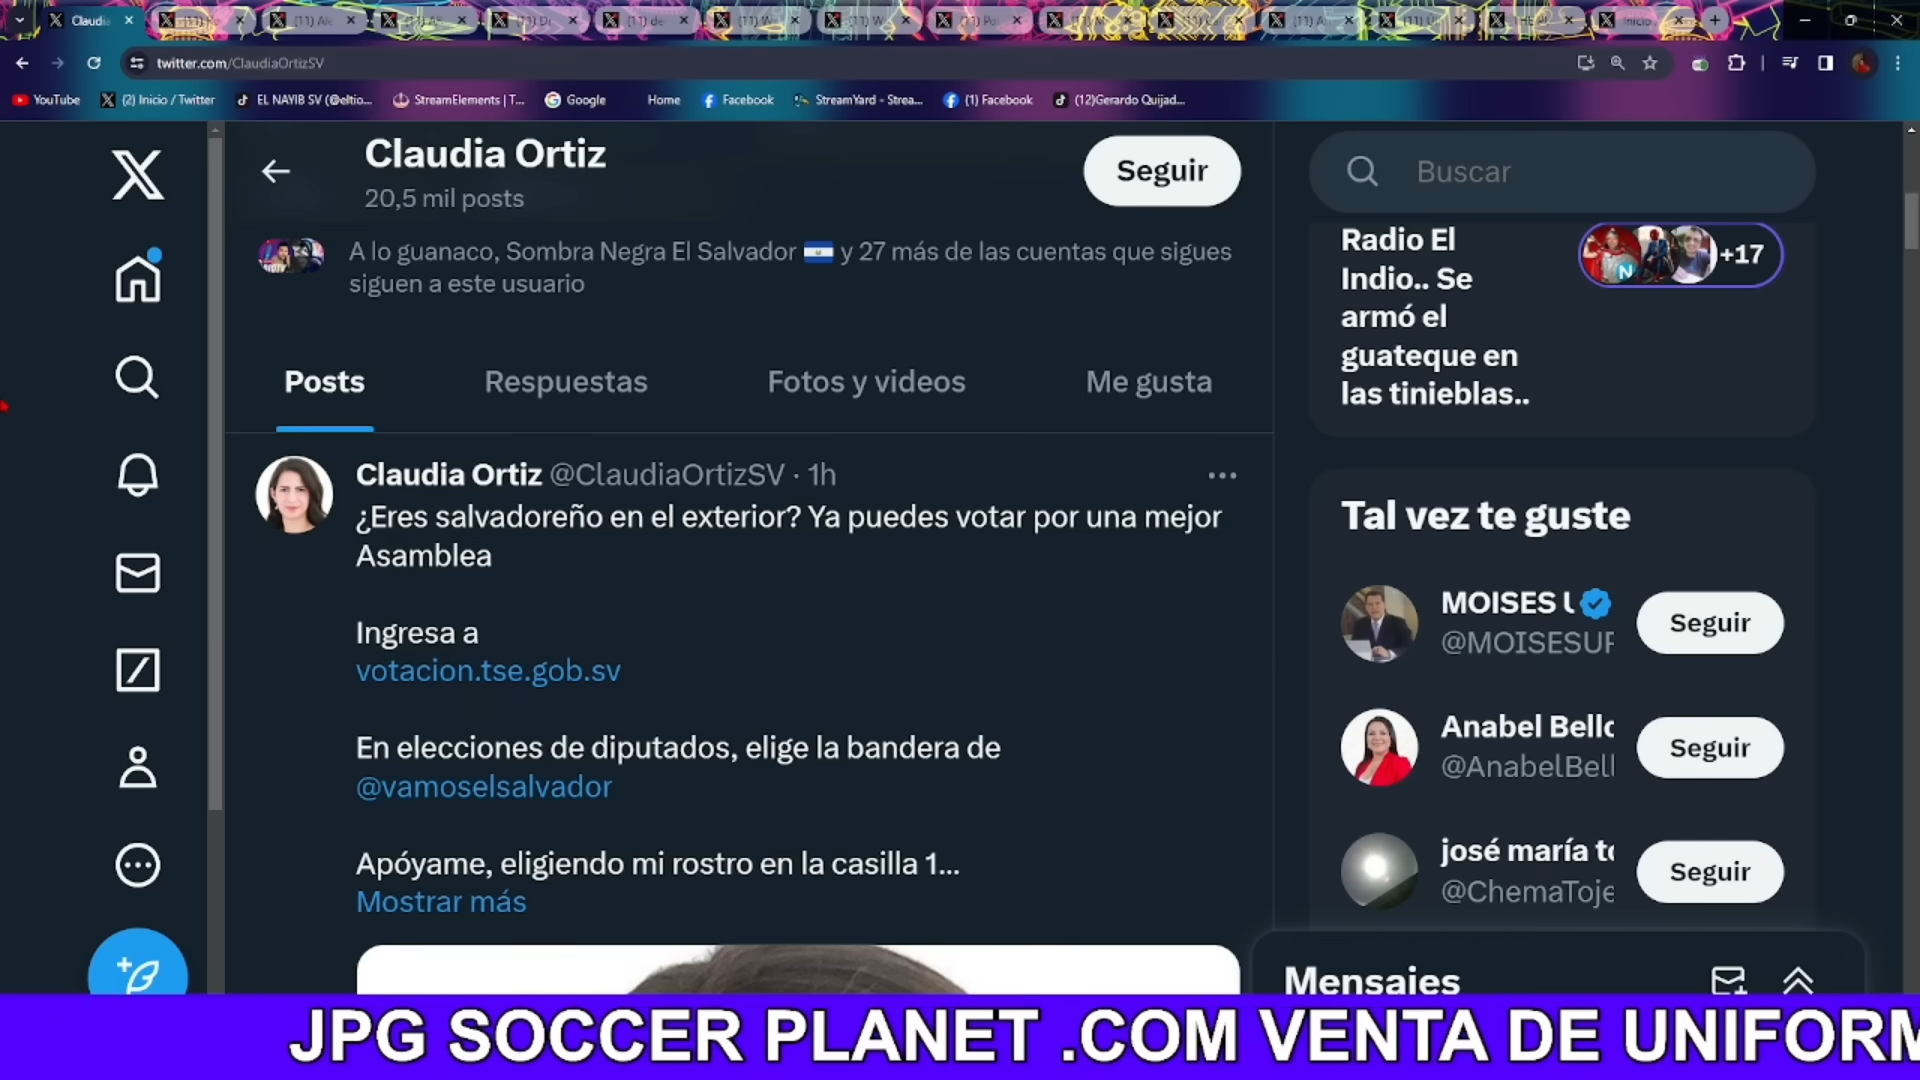 Claudia
Inicio
twitter.com/ClaudiaOrtizSV
YouTube
(2) Inicio / Twitter
EL NAYIB SV (@eltio...
StreamElements | T...
Google
Home
Facebook
StreamYard - Strea...
(1) Facebook
(12)Gerardo Quijad...
Claudia Ortiz
20,5 mil posts
Seguir
A lo guanaco, Sombra Negra El Salvador 🇸🇻 y 27 más de las cuentas que sigues
siguen a este usuario
Posts
Respuestas
Fotos y videos
Me gusta
Claudia Ortiz @ClaudiaOrtizSV · 1h
¿Eres salvadoreño en el exterior? Ya puedes votar por una mejor
Asamblea
Ingresa a
votacion.tse.gob.sv
En elecciones de diputados, elige la bandera de
@vamoselsalvador
Apóyame, eligiendo mi rostro en la casilla 1...
Mostrar más
Buscar
Radio El
Indio.. Se
armó el
guateque en
las tinieblas..
+17
Tal vez te guste
MOISES
@MOISESUF
Seguir
Anabel Bello
@AnabelBell
Seguir
josé maría to
@ChemaToje
Seguir
Mensajes
JPG SOCCER PLANET .COM VENTA DE UNIFORM